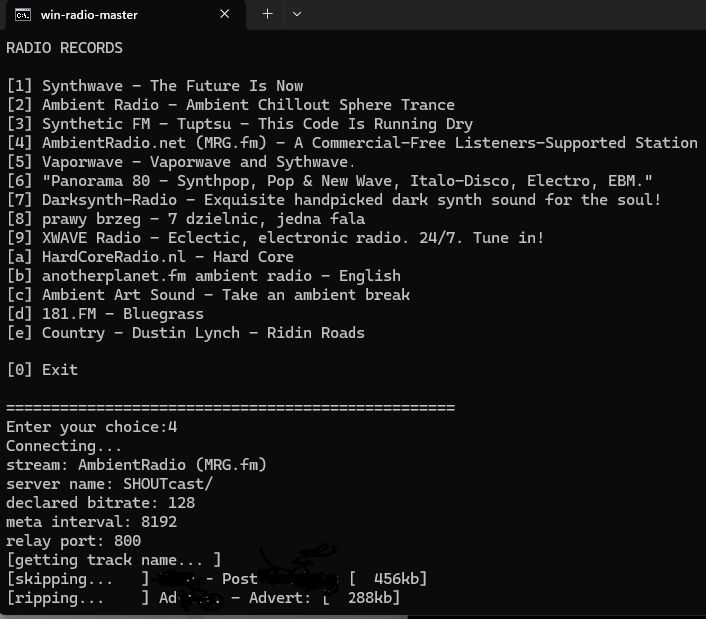 win-radio-master
RADIO RECORDS
[1] Synthwave - The Future Is Now
[2] Ambient Radio - Ambient Chillout Sphere Trance
[3] Synthetic FM - Tuptsu - This Code Is Running Dry
[4] AmbientRadio.net (MRG.fm) - A Commercial-Free Listeners-Supported Station
[5] Vaporwave - Vaporwave and Sythwave.
[6] "Panorama 80 - Synthpop, Pop & New Wave, Italo-Disco, Electro, EBM."
[7] Darksynth-Radio - Exquisite handpicked dark synth sound for the soul!
[8] prawy brzeg - 7 dzielnic, jedna fala
[9] XWAVE Radio - Eclectic, electronic radio. 24/7. Tune in!
[a] HardCoreRadio.nl - Hard Core
[b] anotherplanet.fm ambient radio - English
[c] Ambient Art Sound - Take an ambient break
[d] 181.FM - Bluegrass
[e] Country - Dustin Lynch - Ridin Roads
[0] Exit
==================================================
Enter your choice:4
Connecting...
stream: AmbientRadio (MRG.fm)
server name: SHOUTcast/
declared bitrate: 128
meta interval: 8192
relay port: 800
[getting track name... ]
[skipping...   ] - Post [  456kb]
[ripping...    ] - Advert: [  288kb]